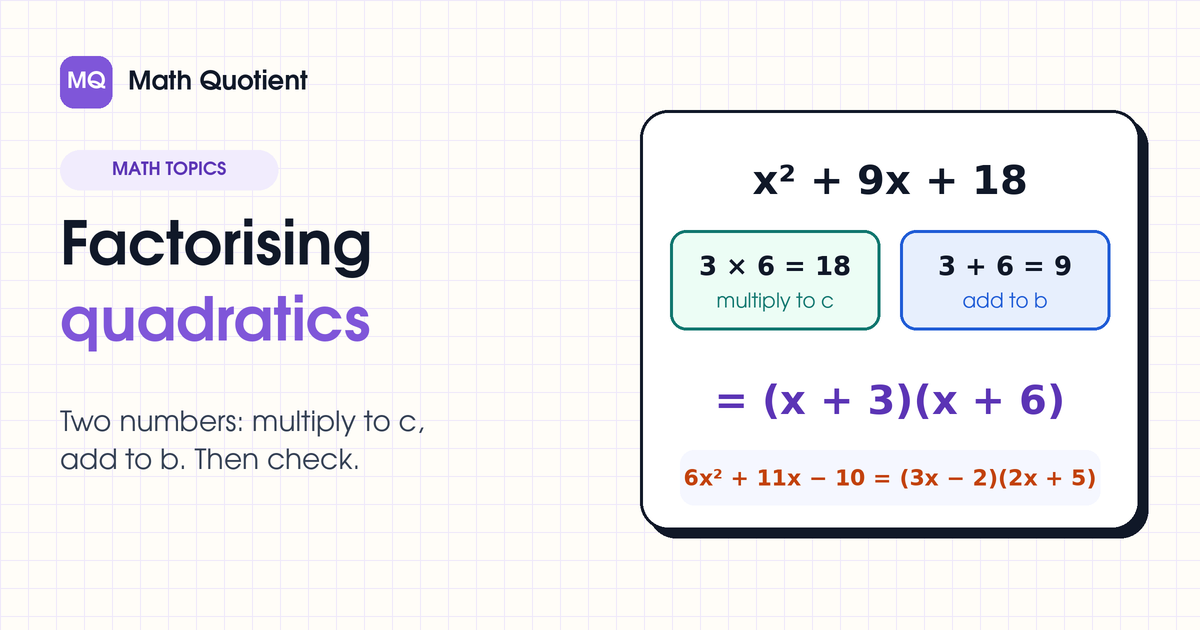 MQ Math Quotient
MATH TOPICS
Factorising
quadratics
Two numbers: multiply to c,
add to b. Then check.
x² + 9x + 18
3 × 6 = 18
multiply to c
3 + 6 = 9
add to b
= (x + 3)(x + 6)
6x² + 11x − 10 = (3x − 2)(2x + 5)